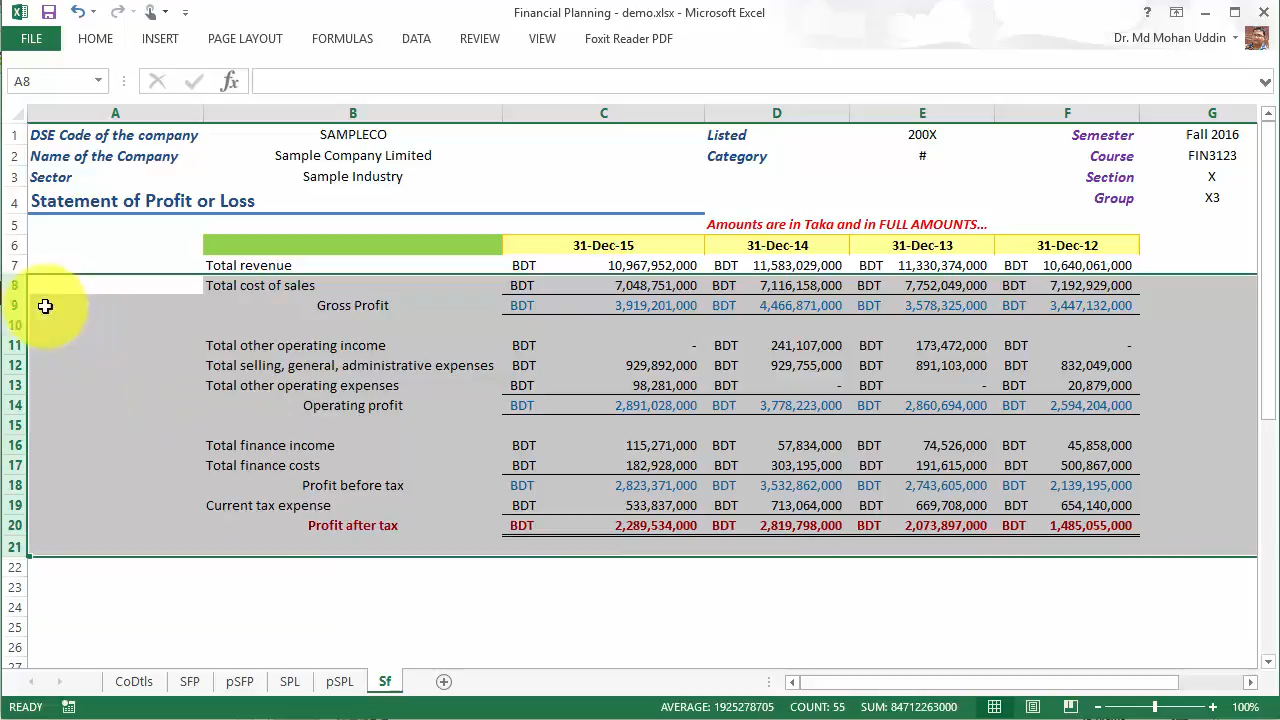 Financial Planning - demo.xlsx - Microsoft Excel
FILE HOME INSERT PAGE LAYOUT FORMULAS DATA REVIEW VIEW Foxit Reader PDF Dr. Md Mohan Uddin
A8 fx
A B C D E F G
1 DSE Code of the company SAMPLECO Listed 200X Semester Fall 2016
2 Name of the Company Sample Company Limited Category # Course FIN3123
3 Sector Sample Industry Section X
4 Statement of Profit or Loss Group X3
5 Amounts are in Taka and in FULL AMOUNTS...
6 31-Dec-15 31-Dec-14 31-Dec-13 31-Dec-12
7 Total revenue BDT 10,967,952,000 BDT 11,583,029,000 BDT 11,330,374,000 BDT 10,640,061,000
8 Total cost of sales BDT 7,048,751,000 BDT 7,116,158,000 BDT 7,752,049,000 BDT 7,192,929,000
9 Gross Profit BDT 3,919,201,000 BDT 4,466,871,000 BDT 3,578,325,000 BDT 3,447,132,000
10
11 Total other operating income BDT - BDT 241,107,000 BDT 173,472,000 BDT -
12 Total selling, general, administrative expenses BDT 929,892,000 BDT 929,755,000 BDT 891,103,000 BDT 832,049,000
13 Total other operating expenses BDT 98,281,000 BDT - BDT - BDT 20,879,000
14 Operating profit BDT 2,891,028,000 BDT 3,778,223,000 BDT 2,860,694,000 BDT 2,594,204,000
15
16 Total finance income BDT 115,271,000 BDT 57,834,000 BDT 74,526,000 BDT 45,858,000
17 Total finance costs BDT 182,928,000 BDT 303,195,000 BDT 191,615,000 BDT 500,867,000
18 Profit before tax BDT 2,823,371,000 BDT 3,532,862,000 BDT 2,743,605,000 BDT 2,139,195,000
19 Current tax expense BDT 533,837,000 BDT 713,064,000 BDT 669,708,000 BDT 654,140,000
20 Profit after tax BDT 2,289,534,000 BDT 2,819,798,000 BDT 2,073,897,000 BDT 1,485,055,000
21
22
23
24
25
26
27
CoDtls SFP pSFP SPL pSPL Sf
READY AVERAGE: 1925278705 COUNT: 55 SUM: 84712263000 100%